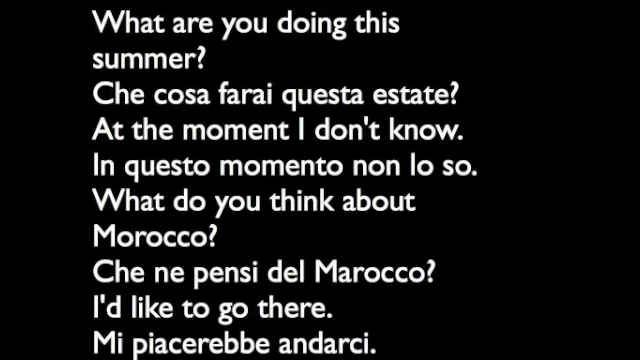 What are you doing this
summer?
Che cosa farai questa estate?
At the moment I don't know.
In questo momento non lo so.
What do you think about
Morocco?
Che ne pensi del Marocco?
I'd like to go there.
Mi piacerebbe andarci.